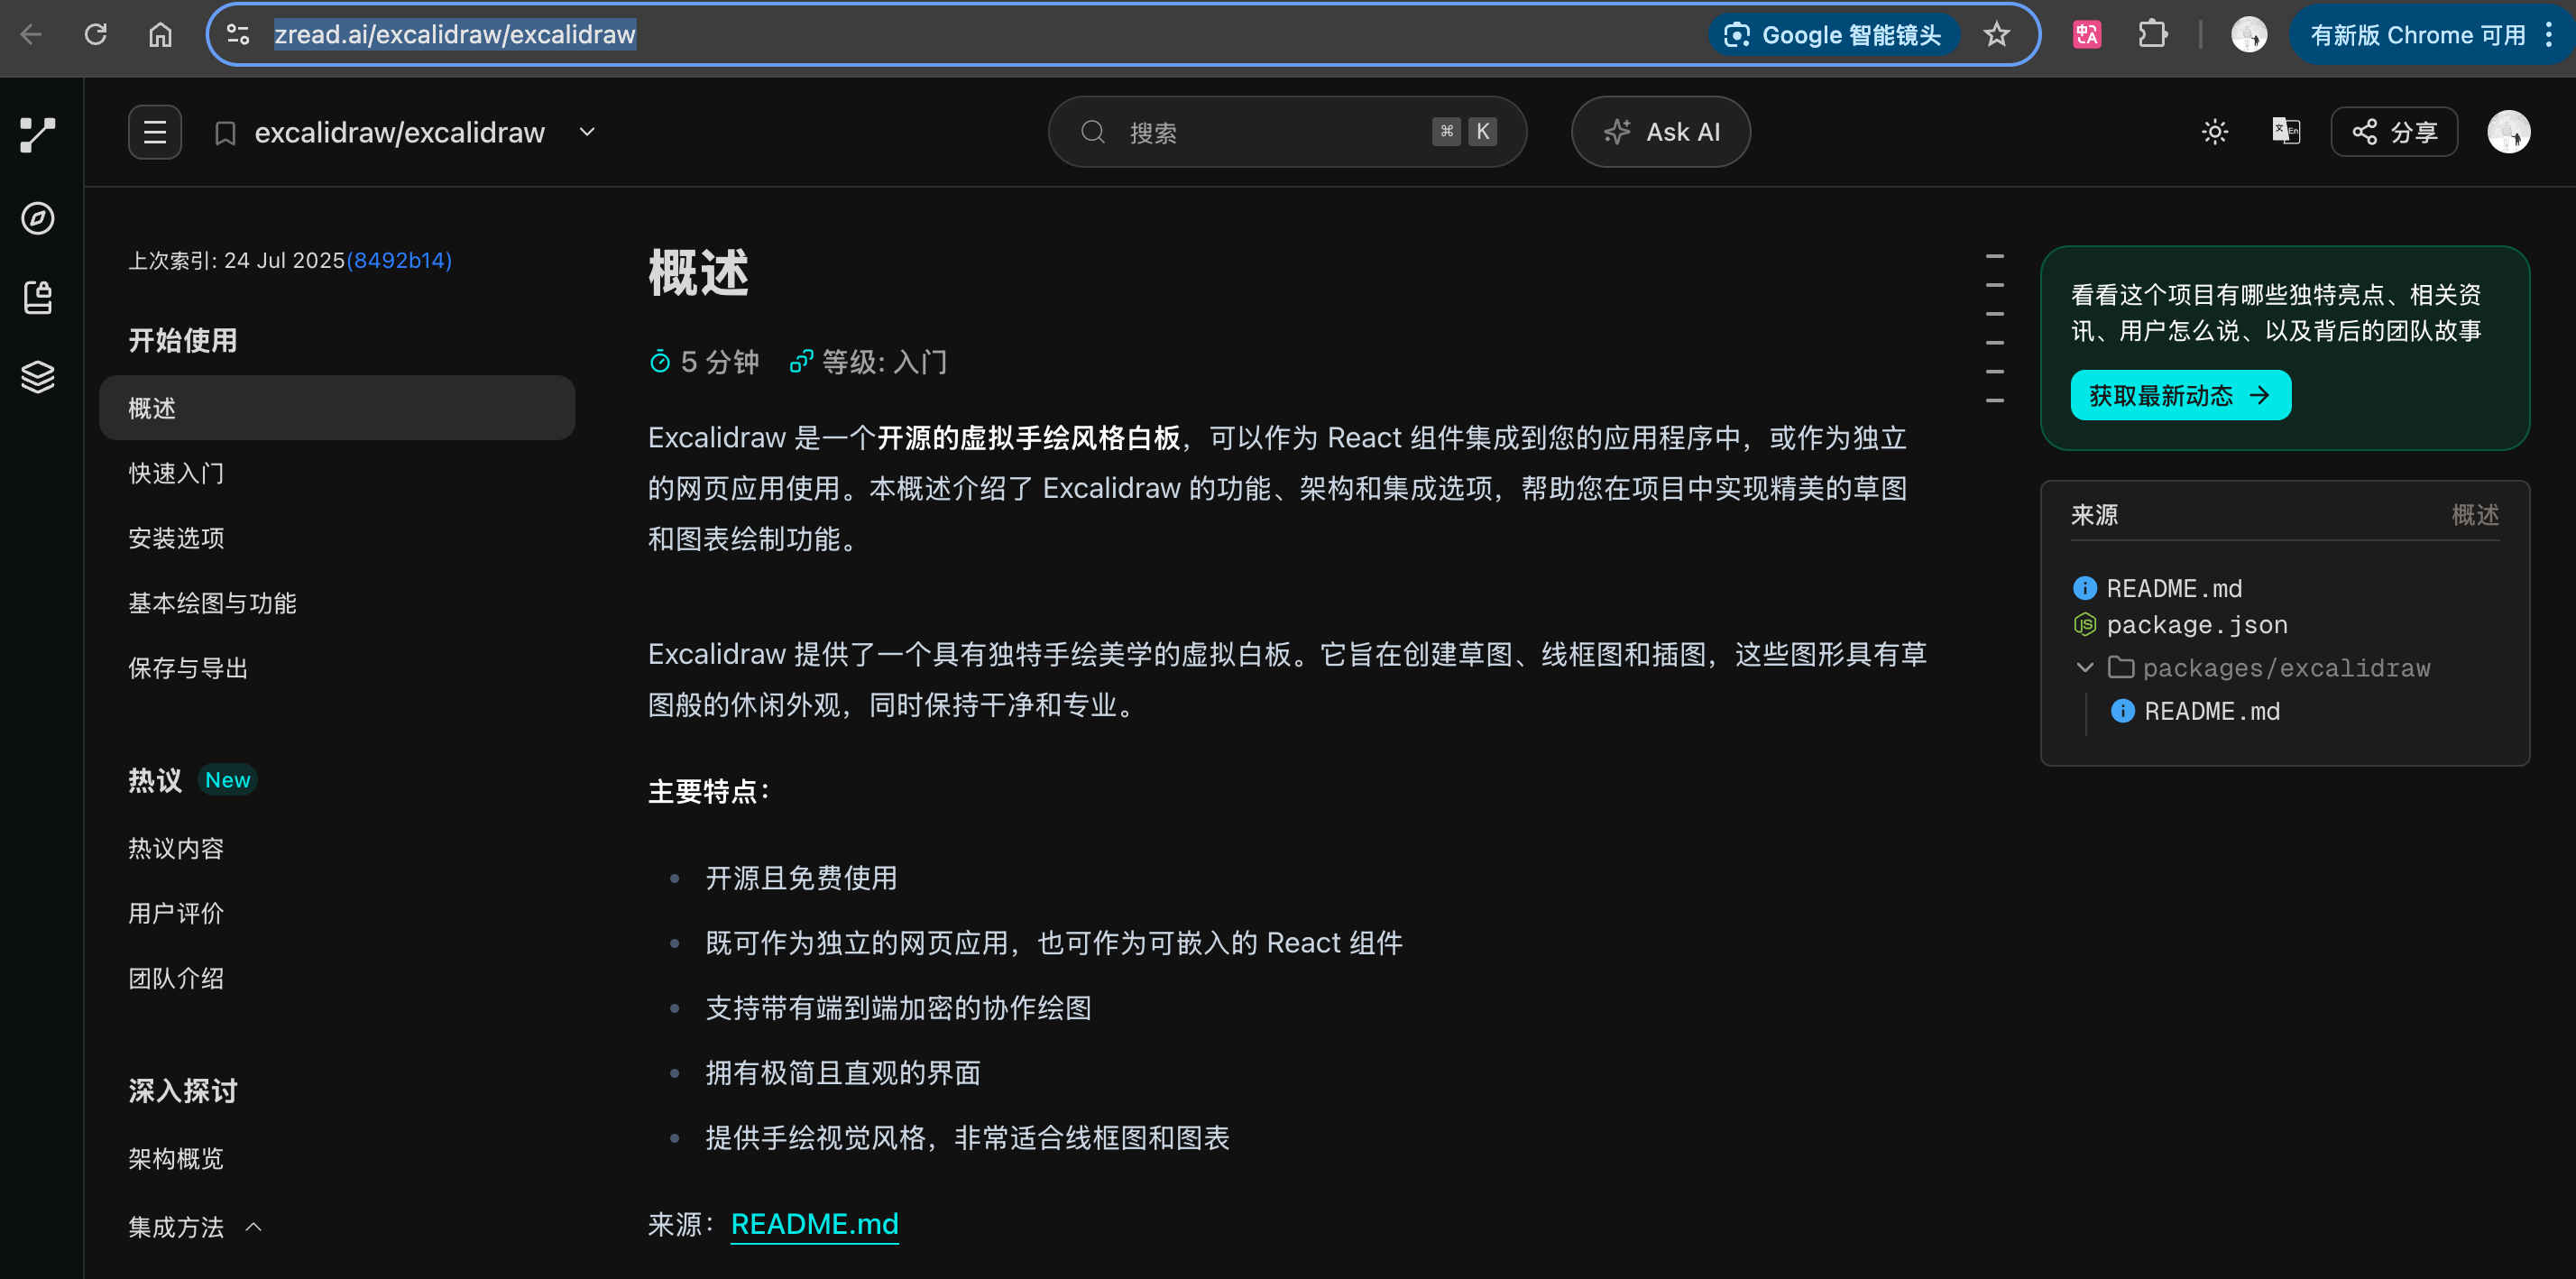 zread.ai/excalidraw/excalidraw
Google 智能镜头
有新版 Chrome 可用
excalidraw/excalidraw
搜索
⌘ K
Ask AI
分享
上次索引: 24 Jul 2025(8492b14)
开始使用
概述
快速入门
安装选项
基本绘图与功能
保存与导出
热议 New
热议内容
用户评价
团队介绍
深入探讨
架构概览
集成方法
概述
5 分钟 等级: 入门
Excalidraw 是一个开源的虚拟手绘风格白板，可以作为 React 组件集成到您的应用程序中，或作为独立
的网页应用使用。本概述介绍了 Excalidraw 的功能、架构和集成选项，帮助您在项目中实现精美的草图
和图表绘制功能。
Excalidraw 提供了一个具有独特手绘美学的虚拟白板。它旨在创建草图、线框图和插图，这些图形具有草
图般的休闲外观，同时保持干净和专业。
主要特点：
开源且免费使用
既可作为独立的网页应用，也可作为可嵌入的 React 组件
支持带有端到端加密的协作绘图
拥有极简且直观的界面
提供手绘视觉风格，非常适合线框图和图表
来源：README.md
看看这个项目有哪些独特亮点、相关资
讯、用户怎么说、以及背后的团队故事
获取最新动态 →
来源 概述
README.md
package.json
packages/excalidraw
README.md